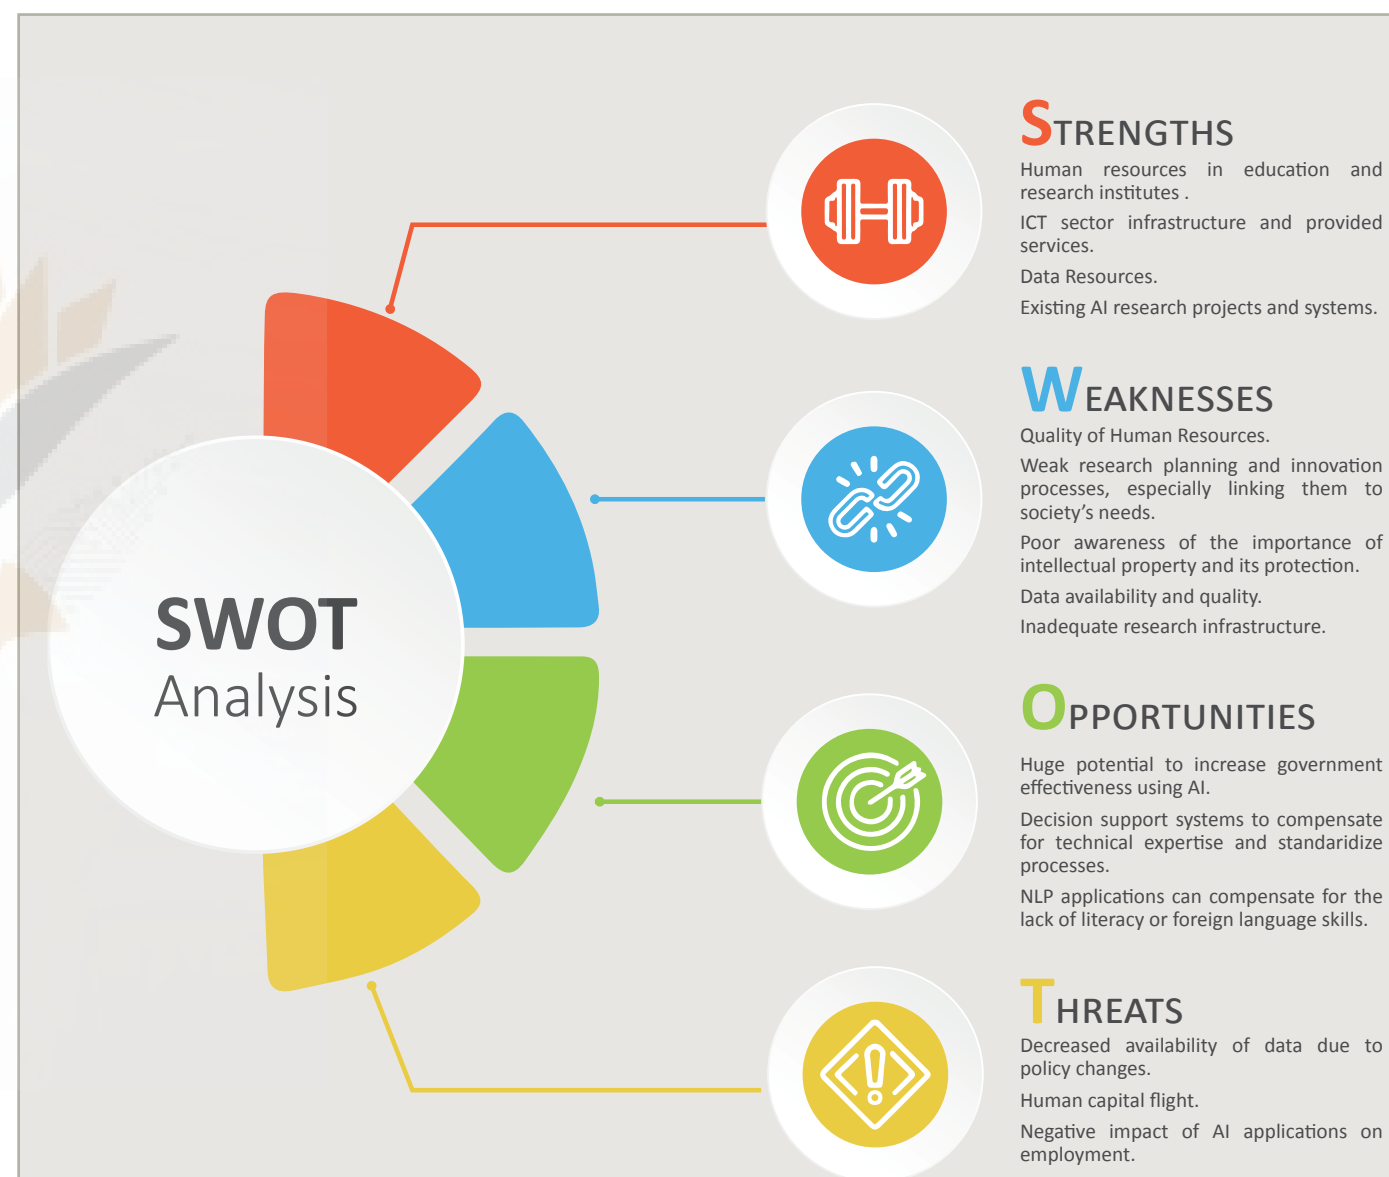 SWOT
Analysis
STRENGTHS
Human resources in education and
research institutes .
ICT sector infrastructure and provided
services.
Data Resources.
Existing AI research projects and systems.
WEAKNESSES
Quality of Human Resources.
Weak research planning and innovation
processes, especially linking them to
society’s needs.
Poor awareness of the importance of
intellectual property and its protection.
Data availability and quality.
Inadequate research infrastructure.
OPPORTUNITIES
Huge potential to increase government
effectiveness using AI.
Decision support systems to compensate
for technical expertise and standaridize
processes.
NLP applications can compensate for the
lack of literacy or foreign language skills.
THREATS
Decreased availability of data due to
policy changes.
Human capital flight.
Negative impact of AI applications on
employment.